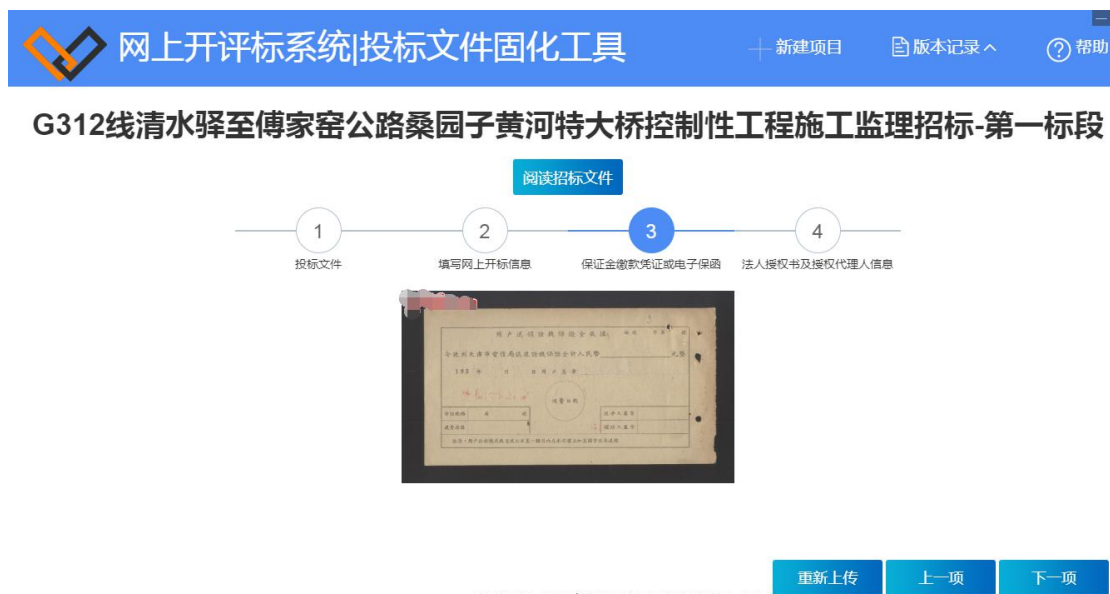 网上开评标系统|投标文件固化工具
新建项目
版本记录
帮助
G312线清水驿至傅家窑公路桑园子黄河特大桥控制性工程施工监理招标-第一标段
阅读招标文件
1
2
3
4
投标文件
填写网上开标信息
保证金缴款凭证或电子保函
法人授权书及授权代理人信息
重新上传
上一项
下一项